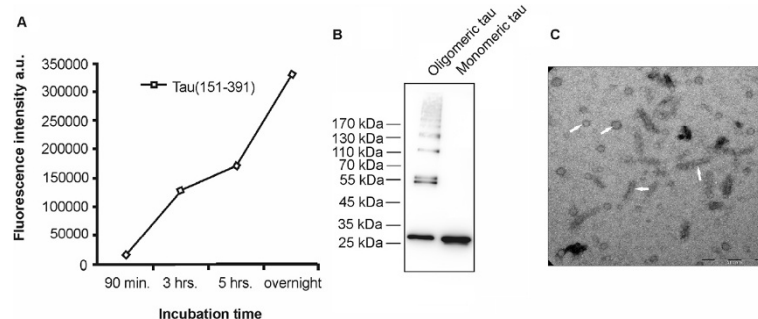 A
Fluorescence intensity a.u.
350000
300000
250000
200000
150000
100000
50000
0
Tau(151-391)
90 min.
3 hrs.
5 hrs.
overnight
Incubation time
B
Oligomeric tau
Monomeric tau
170 kDa
130 kDa
110 kDa
70 kDa
55 kDa
45 kDa
35 kDa
25 kDa
C